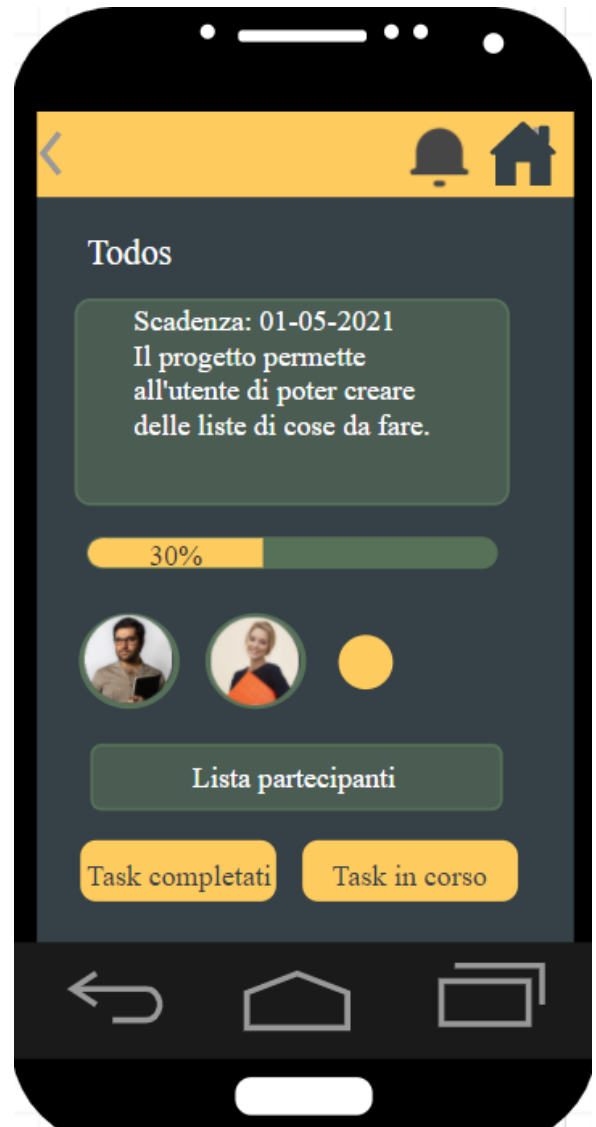 Todos
Scadenza: 01-05-2021
Il progetto permette
all'utente di poter creare
delle liste di cose da fare.
30%
Lista partecipanti
Task completati
Task in corso